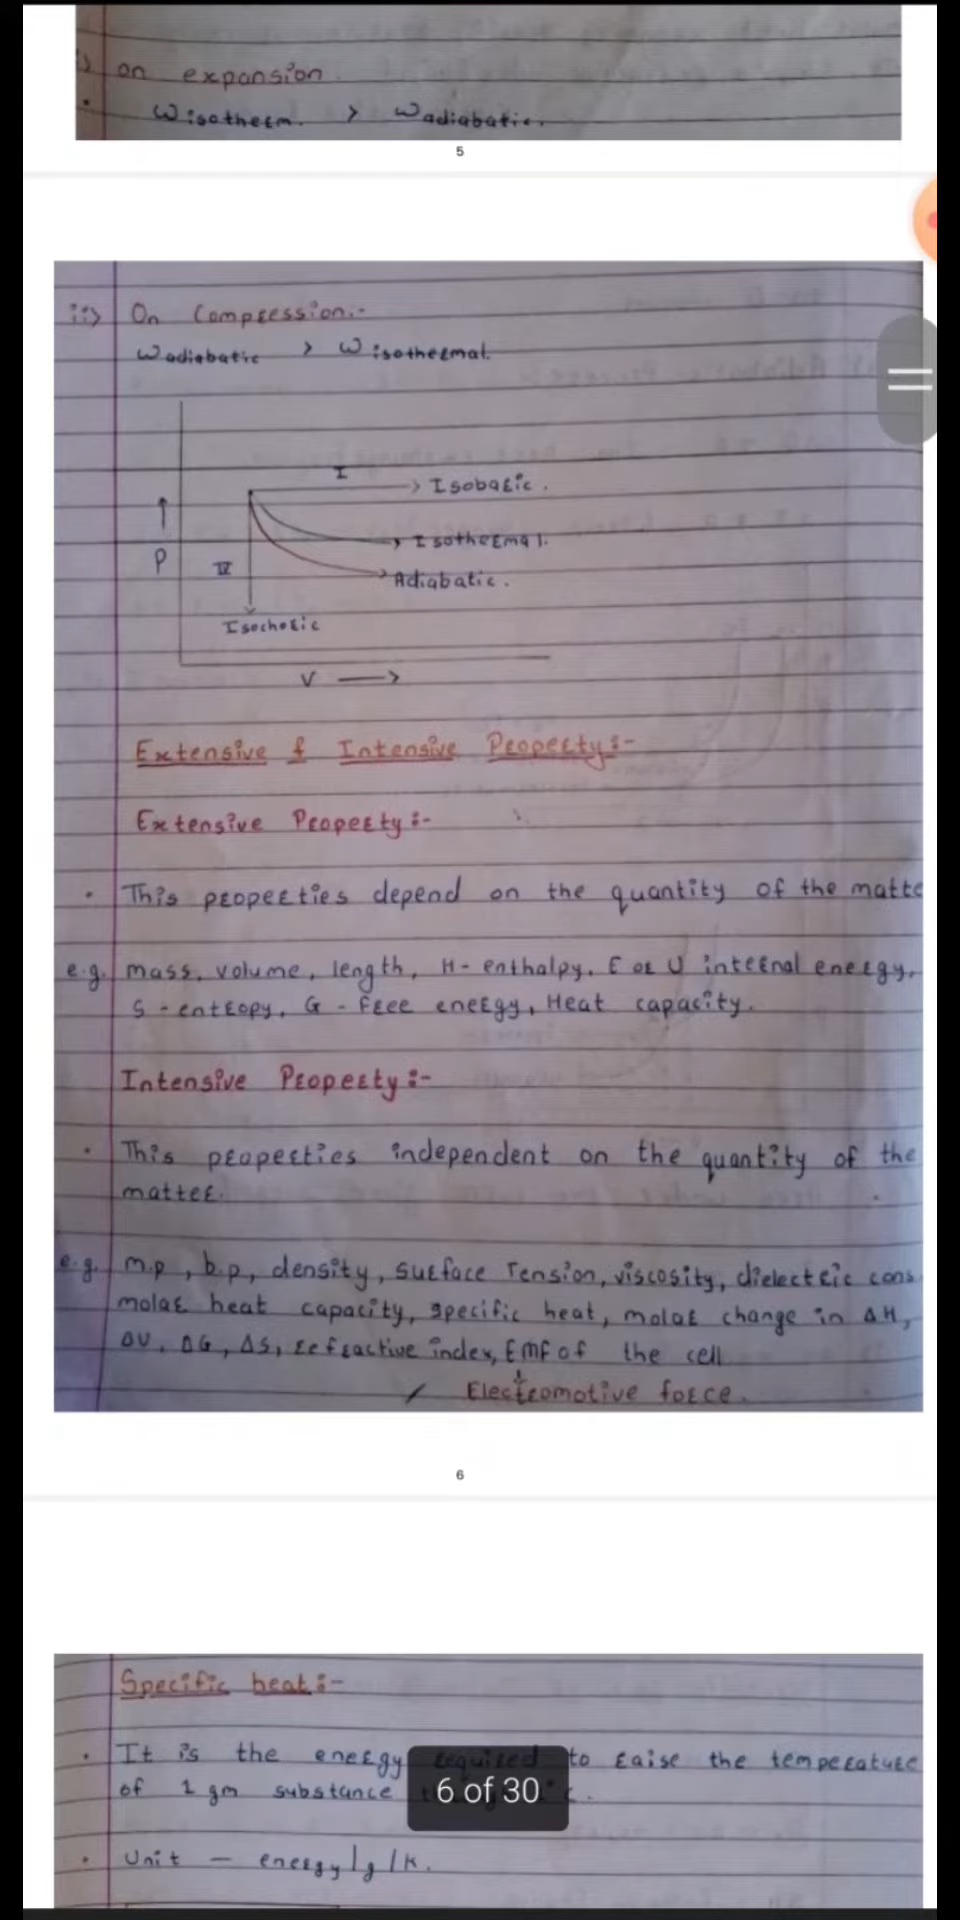 i) on expansion.
• W isotherm. > W adiabatic.
5
ii) On Compression:-
W adiabatic > W isothermal.
I
Isobaric.
Isothermal.
P
IV
Adiabatic.
Isochoric
V
Extensive & Intensive Property:-
Extensive Property:-
• This properties depend on the quantity of the matte
e.g. mass, volume, length, H - enthalpy, E or U internal energy,
S - entropy, G - free energy, Heat capacity.
Intensive Property:-
• This properties independent on the quantity of the
matter.
e.g. m.p, b.p, density, surface Tension, viscosity, dielectric cons
molar heat capacity, specific heat, molar change in ΔH,
ΔU, ΔG, ΔS, refractive index, EMF of the cell
Electromotive force.
6
Specific heat:-
• It is the energy required to raise the temperature
of 1 gm substance
6 of 30
• Unit - energy/g/K.